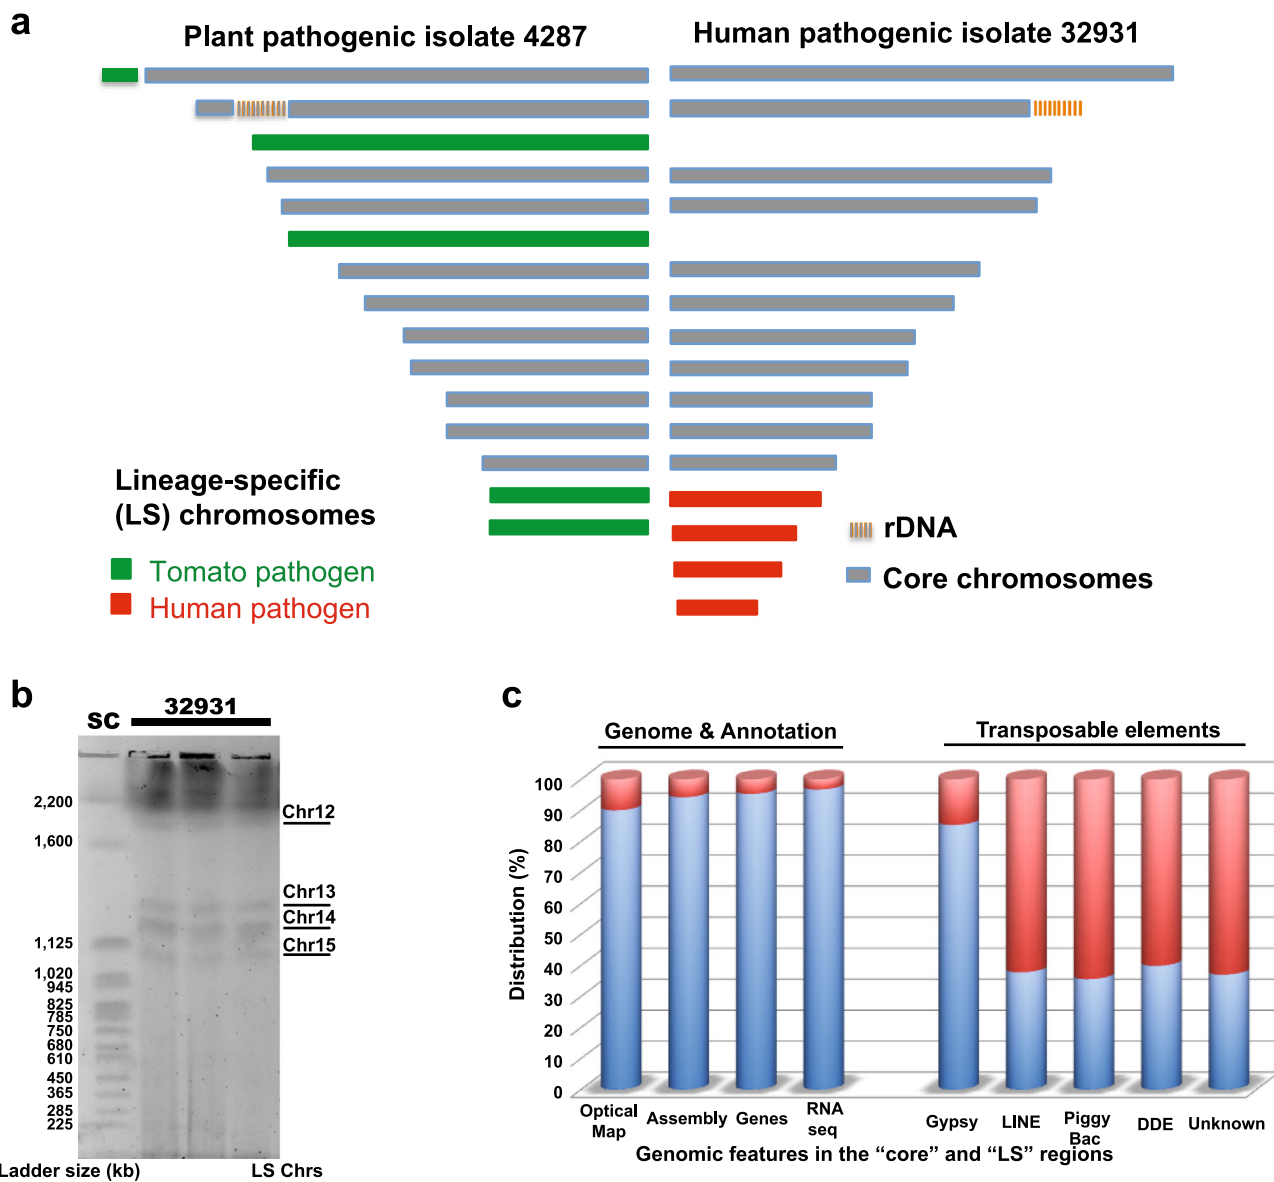 a
Plant pathogenic isolate 4287
Human pathogenic isolate 32931
Lineage-specific
(LS) chromosomes
Tomato pathogen
Human pathogen
rDNA
Core chromosomes
b
SC
32931
2,200
1,600
1,125
1,020
945
825
785
750
680
610
450
365
285
225
Chr12
Chr13
Chr14
Chr15
Ladder size (kb)
LS Chrs
c
Genome & Annotation
Transposable elements
Distribution (%)
100
90
80
70
60
50
40
30
20
10
0
Optical
Map
Assembly
Genes
RNA
seq
Gypsy
LINE
Piggy
Bac
DDE
Unknown
Genomic features in the “core” and “LS” regions